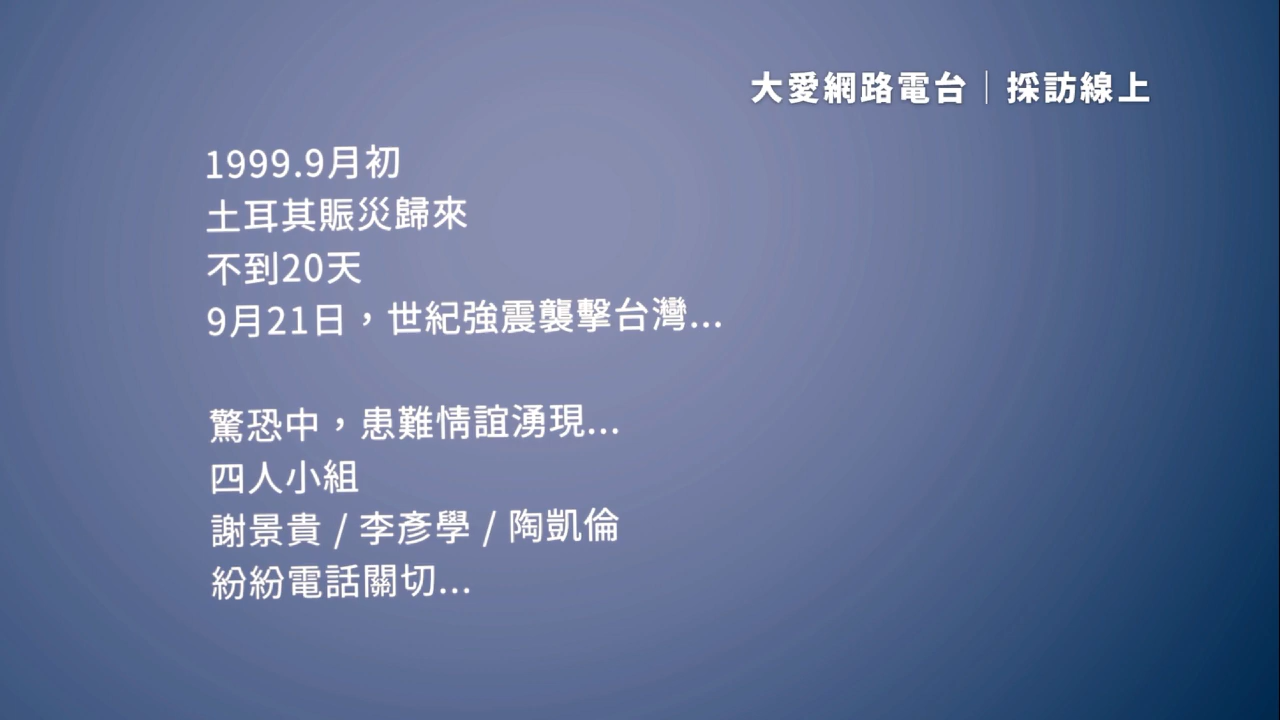 大愛網路電台｜採訪線上
1999.9月初
土耳其賑災歸來
不到20天
9月21日，世紀強震襲擊台灣...
驚恐中，患難情誼湧現...
四人小組
謝景貴 / 李彥學 / 陶凱倫
紛紛電話關切...